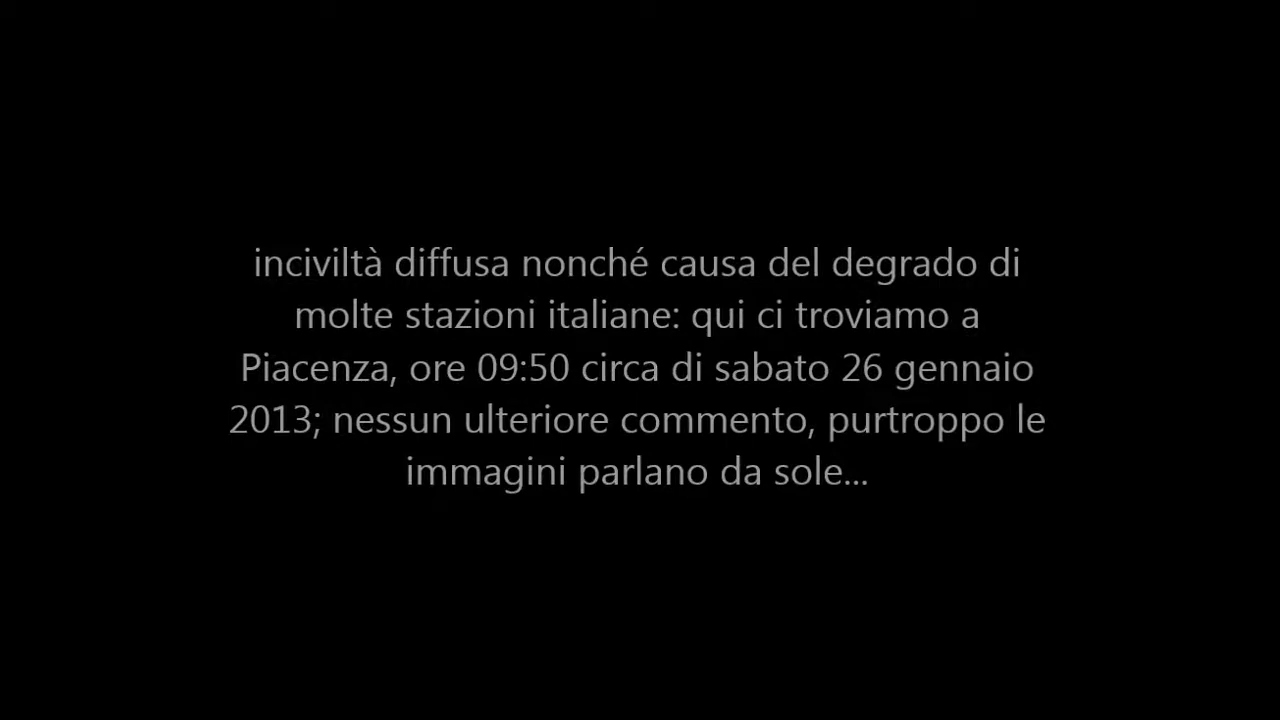 inciviltà diffusa nonché causa del degrado di
molte stazioni italiane: qui ci troviamo a
Piacenza, ore 09:50 circa di sabato 26 gennaio
2013; nessun ulteriore commento, purtroppo le
immagini parlano da sole...